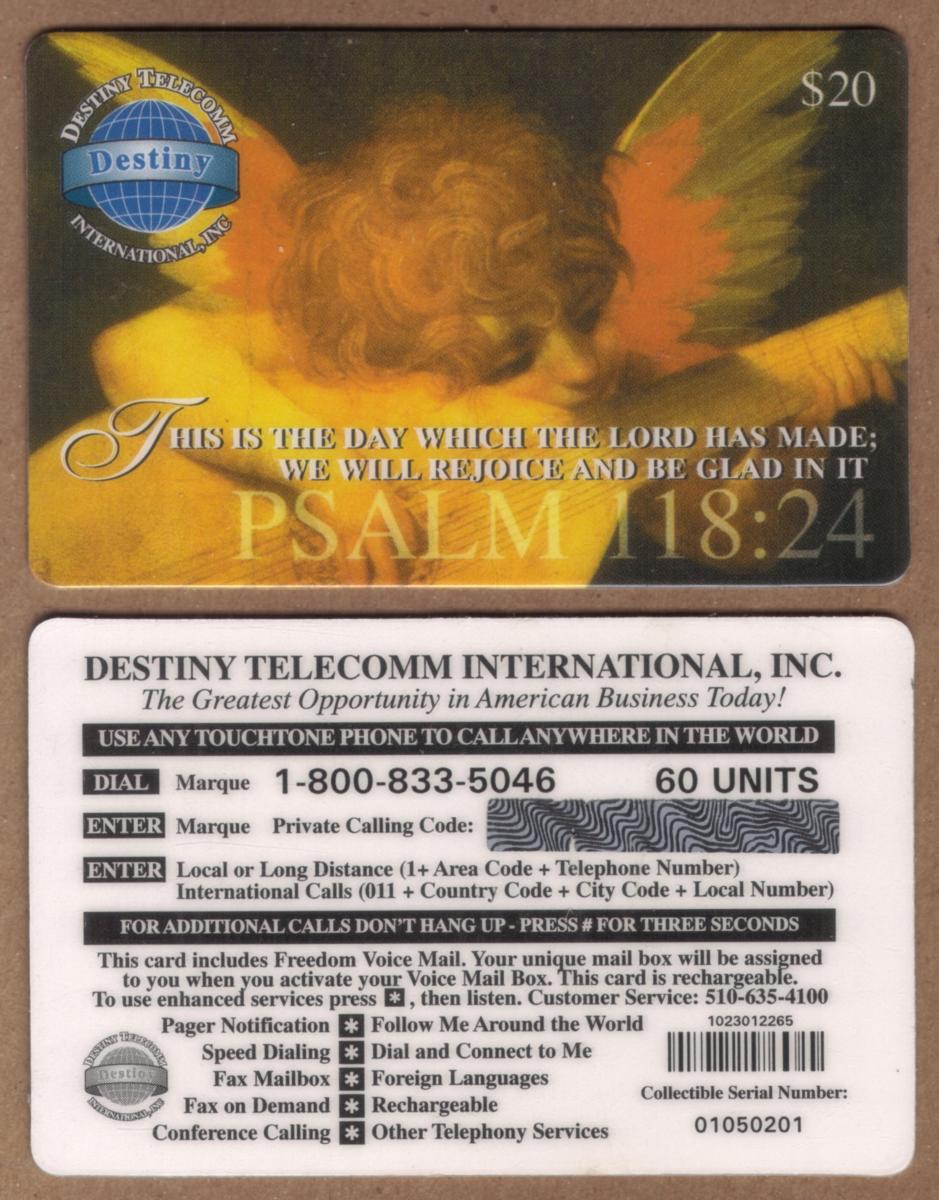 DESTINY TELECOMM
Destiny
INTERNATIONAL, INC
$20
THIS IS THE DAY WHICH THE LORD HAS MADE;
WE WILL REJOICE AND BE GLAD IN IT
PSALM 118:24
DESTINY TELECOMM INTERNATIONAL, INC.
The Greatest Opportunity in American Business Today!
USE ANY TOUCHTONE PHONE TO CALL ANYWHERE IN THE WORLD
DIAL Marque 1-800-833-5046 60 UNITS
ENTER Marque Private Calling Code:
ENTER Local or Long Distance (1+ Area Code + Telephone Number)
International Calls (011 + Country Code + City Code + Local Number)
FOR ADDITIONAL CALLS DON'T HANG UP - PRESS # FOR THREE SECONDS
This card includes Freedom Voice Mail. Your unique mail box will be assigned
to you when you activate your Voice Mail Box. This card is rechargeable.
To use enhanced services press *, then listen. Customer Service: 510-635-4100
Pager Notification * Follow Me Around the World
Speed Dialing * Dial and Connect to Me
Fax Mailbox * Foreign Languages
Fax on Demand * Rechargeable
Conference Calling * Other Telephony Services
DESTINY TELECOMM
Destiny
INTERNATIONAL, INC
1023012265
Collectible Serial Number:
01050201